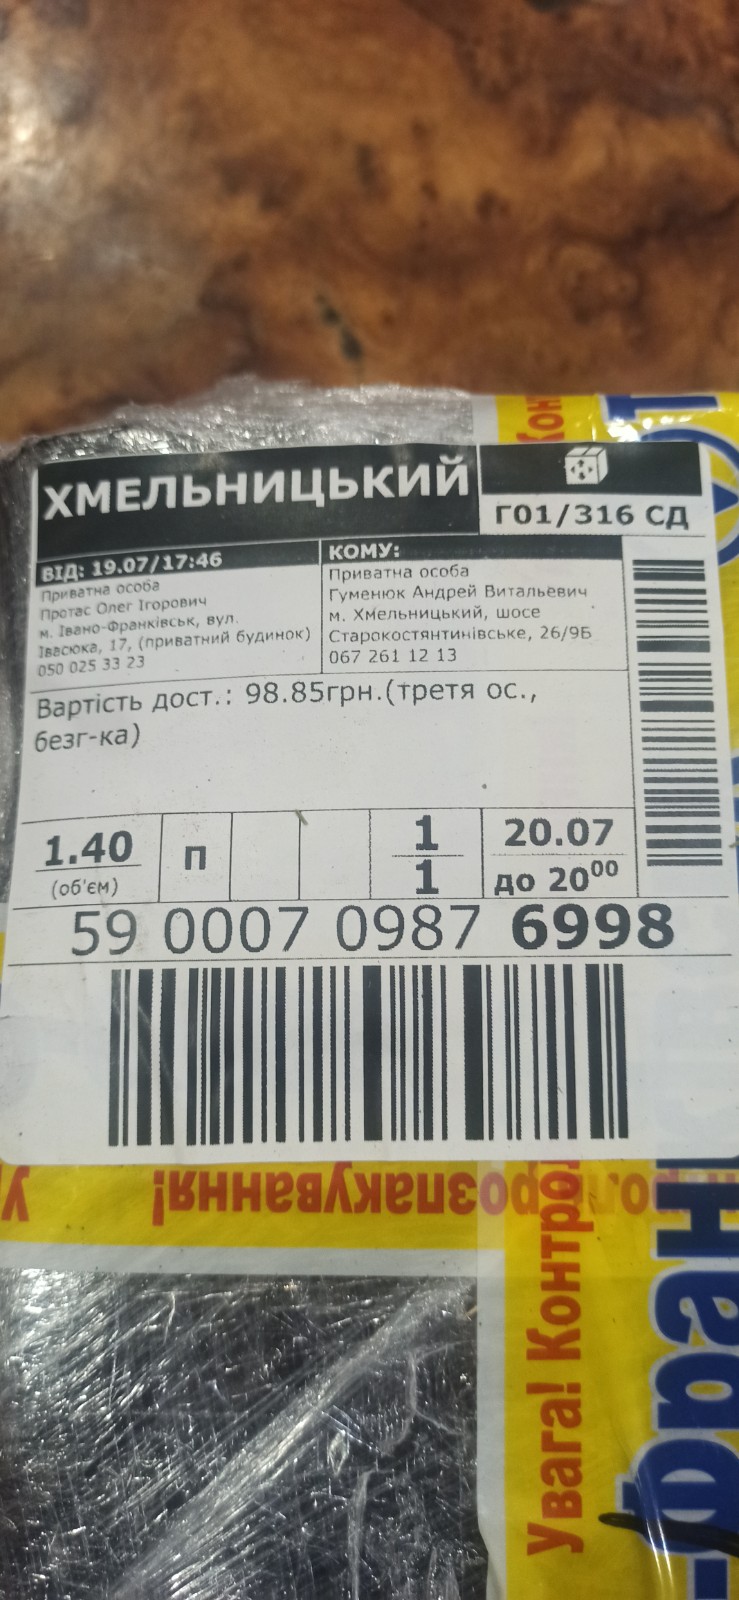 ХМЕЛЬНИЦЬКИЙ
Г01/316 СД
ВІД: 19.07/17:46
Приватна особа
Протас Олег Ігорович
м. Івано-Франківськ, вул.
Івасюка, 17, (приватний будинок)
050 025 33 23
КОМУ:
Приватна особа
Гуменюк Андрей Витальевич
м. Хмельницький, шосе
Старокостянтинівське, 26/9Б
067 261 12 13
Вартість дост.: 98.85грн.(третя ос.,
безг-ка)
1.40
(об'єм)
П
1
1
20.07
до 20⁰⁰
59 0007 0987 6998
розпакування!
Увага! Контро